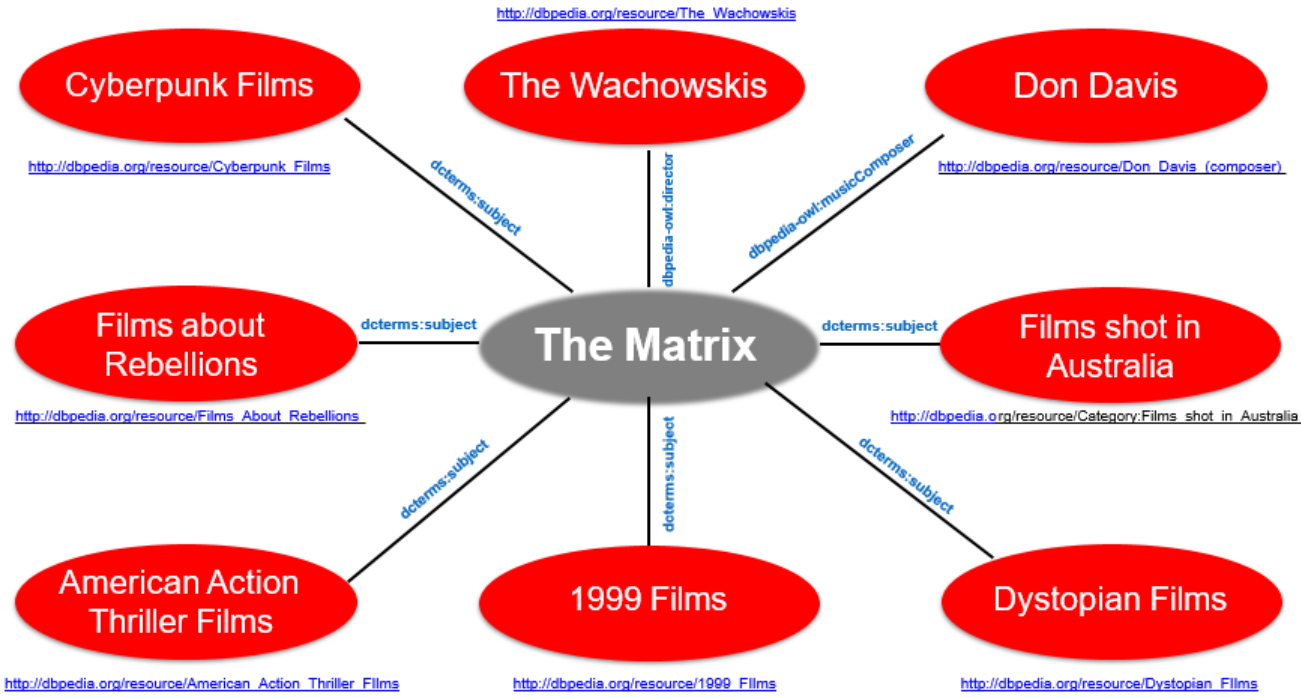 http://dbpedia.org/resource/The_Wachowskis
Cyberpunk Films
The Wachowskis
Don Davis
http://dbpedia.org/resource/Cyberpunk_Films
http://dbpedia.org/resource/Don_Davis_(composer)
dcterms:subject
dbpedia-owl:director
dbpedia-owl:musicComposer
Films about
Rebellions
dcterms:subject
The Matrix
dcterms:subject
Films shot in
Australia
http://dbpedia.org/resource/Films_About_Rebellions
http://dbpedia.org/resource/Category:Films_shot_in_Australia
dcterms:subject
dcterms:subject
dcterms:subject
American Action
Thriller Films
1999 Films
Dystopian Films
http://dbpedia.org/resource/American_Action_Thriller_FIlms
http://dbpedia.org/resource/1999_FIlms
http://dbpedia.org/resource/Dystopian_FIlms